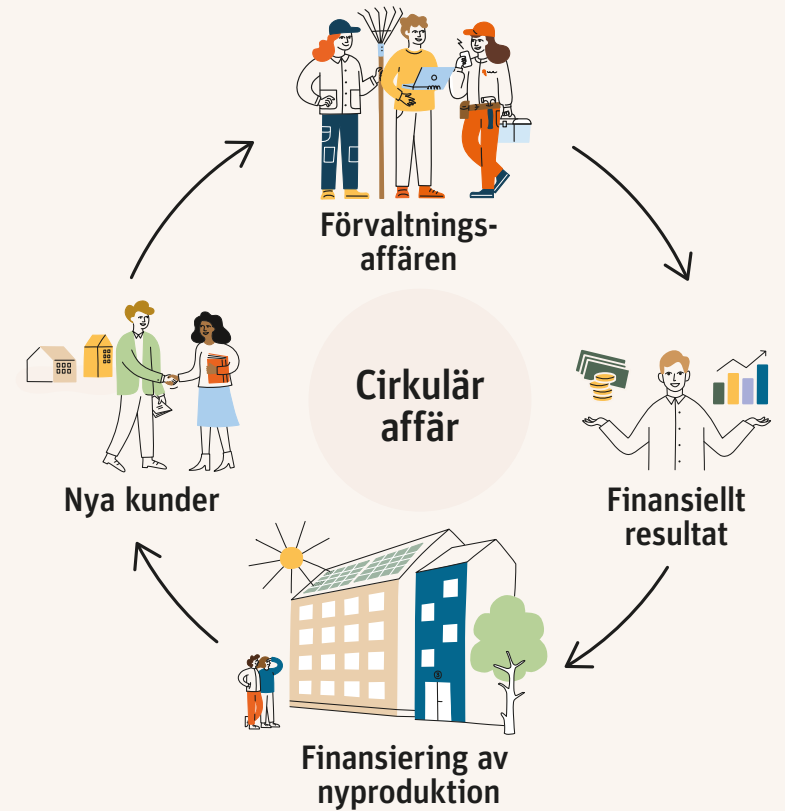 Förvaltnings-
affären
Cirkulär
affär
Nya kunder
Finansiellt
resultat
Finansiering av
nyproduktion